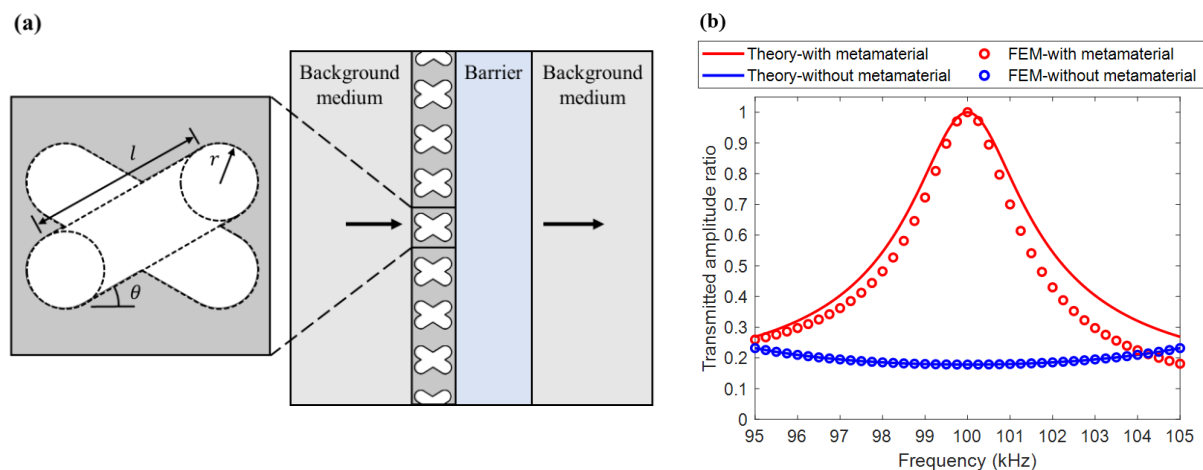 (a)
Background medium
Barrier
Background medium
l
r
θ
(b)
Theory-with metamaterial
FEM-with metamaterial
Theory-without metamaterial
FEM-without metamaterial
Transmitted amplitude ratio
1
0.9
0.8
0.7
0.6
0.5
0.4
0.3
0.2
0.1
0
95 96 97 98 99 100 101 102 103 104 105
Frequency (kHz)